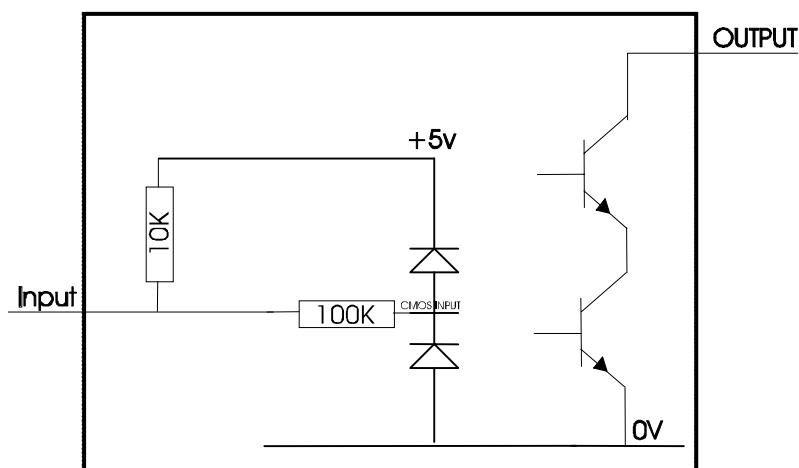 OUTPUT
+5v
10K
Input
100K
CMOS INPUT
0V